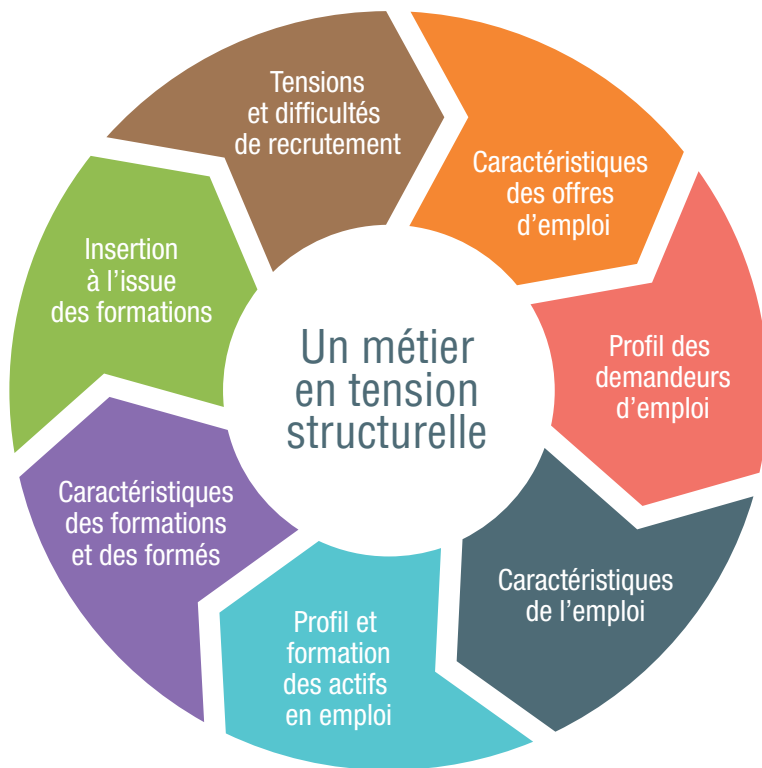 Tensions
et difficultés
de recrutement
Caractéristiques
des offres
d’emploi
Profil des
demandeurs
d’emploi
Caractéristiques
de l’emploi
Profil et
formation
des actifs
en emploi
Caractéristiques
des formations
et des formés
Insertion
à l’issue
des formations
Un métier
en tension
structurelle